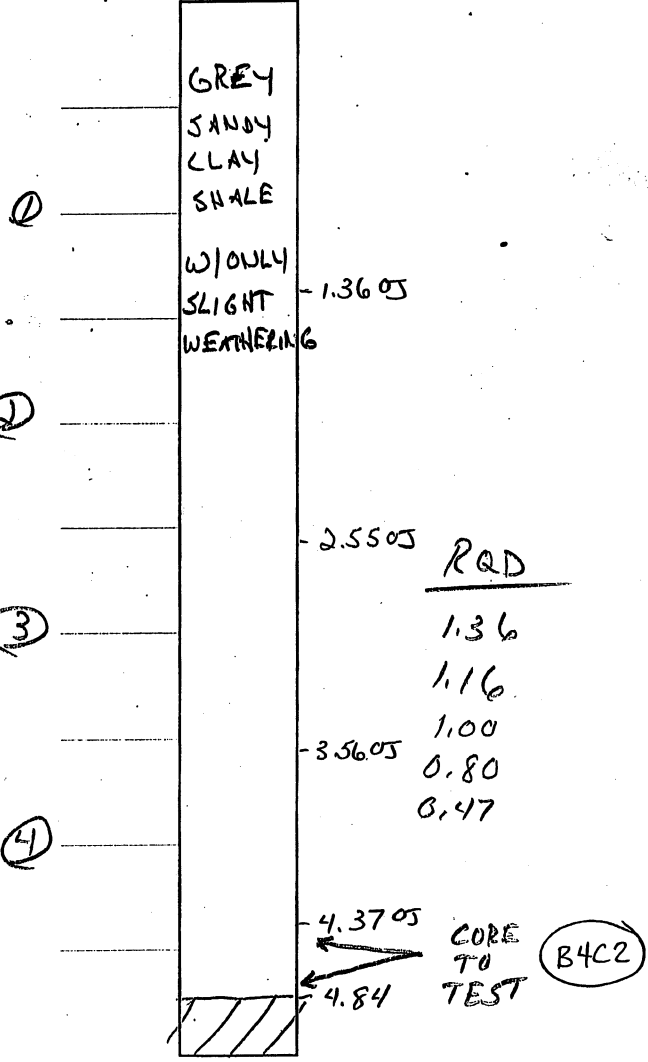 GREY
SANDY
CLAY
SHALE
①
W/ONLY
SLIGHT
WEATHERING
- 1.36 OJ
②
- 2.55 OJ
RQD
1.36
1.16
1.00
0.80
0.47
③
- 3.56 OJ
④
- 4.37 OJ
CORE
TO
TEST
B4C2
- 4.84